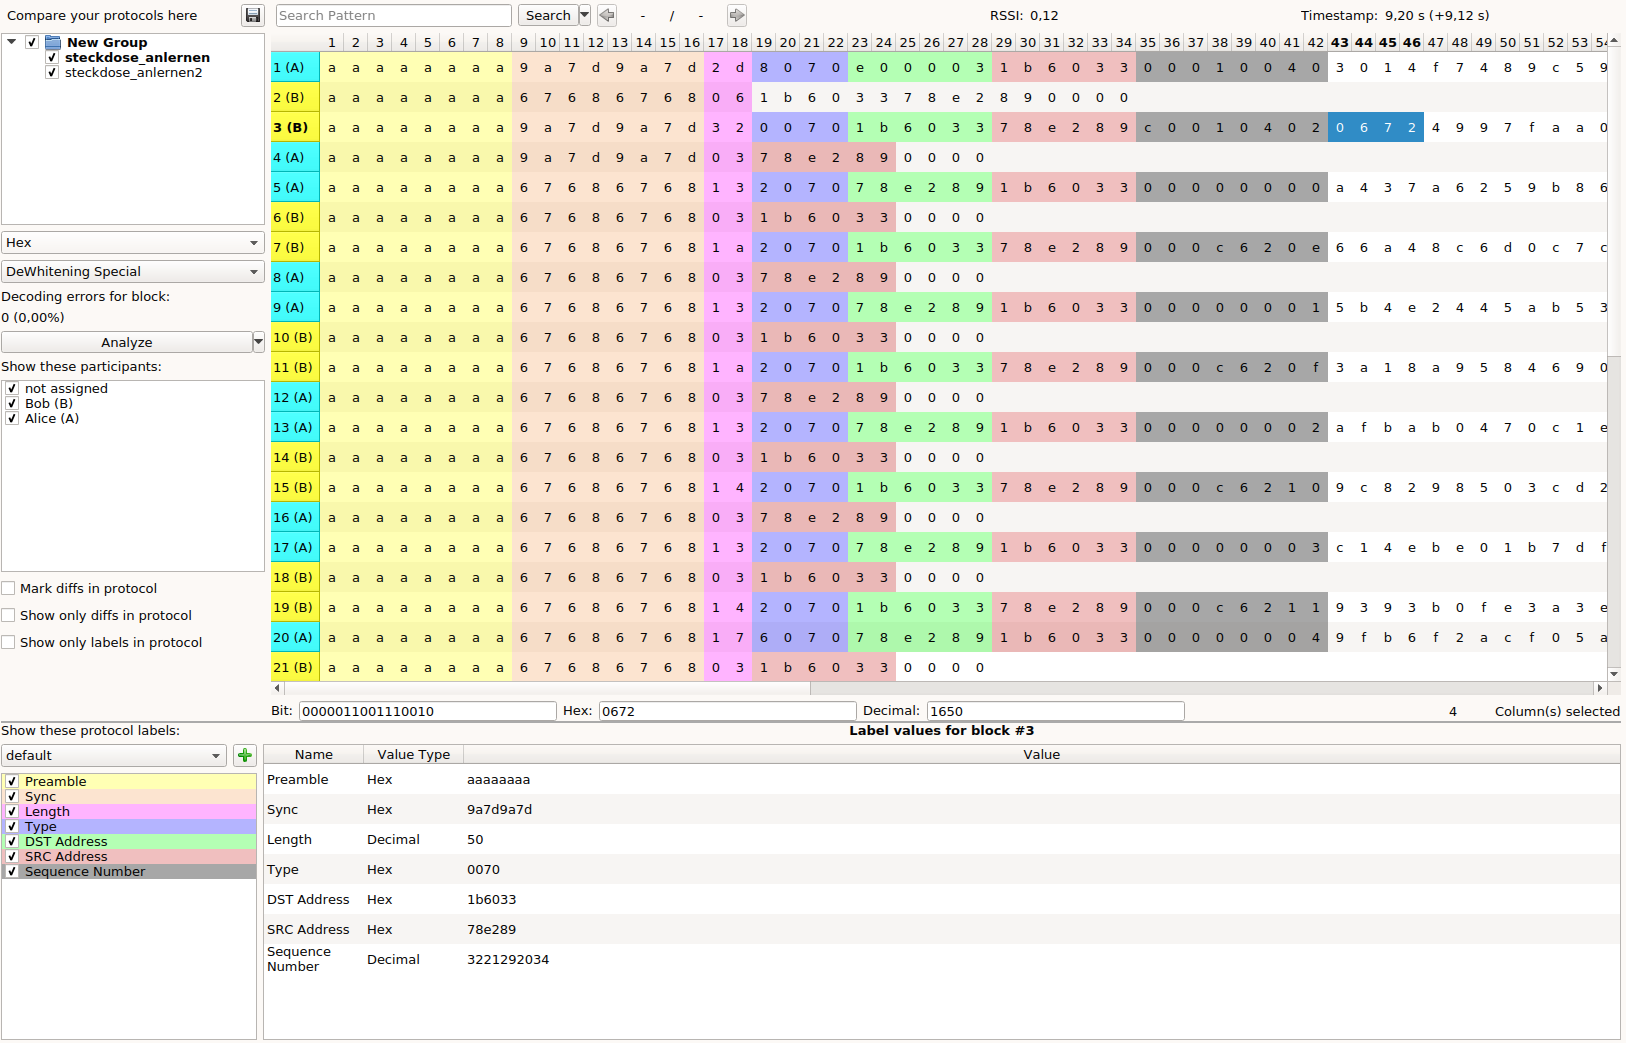 Compare your protocols here
Search Pattern Search - / - RSSI: 0,12 Timestamp: 9,20 s (+9,12 s)
New Group
steckdose_anlernen
steckdose_anlernen2
Hex
DeWhitening Special
Decoding errors for block:
0 (0,00%)
Analyze
Show these participants:
not assigned
Bob (B)
Alice (A)
Mark diffs in protocol
Show only diffs in protocol
Show only labels in protocol
1 2 3 4 5 6 7 8 9 10 11 12 13 14 15 16 17 18 19 20 21 22 23 24 25 26 27 28 29 30 31 32 33 34 35 36 37 38 39 40 41 42 43 44 45 46 47 48 49 50 51 52 53
1 (A) a a a a a a a a 9 a 7 d 9 a 7 d 2 d 8 0 7 0 e 0 0 0 0 3 1 b 6 0 3 3 0 0 0 1 0 0 4 0 3 0 1 4 f 7 4 8 9 c 5 9
2 (B) a a a a a a a a 6 7 6 8 6 7 6 8 0 6 1 b 6 0 3 3 7 8 e 2 8 9 0 0 0 0
3 (B) a a a a a a a a 9 a 7 d 9 a 7 d 3 2 0 0 7 0 1 b 6 0 3 3 7 8 e 2 8 9 c 0 0 1 0 4 0 2 0 6 7 2 4 9 9 7 f a a 0
4 (A) a a a a a a a a 9 a 7 d 9 a 7 d 0 3 7 8 e 2 8 9 0 0 0 0
5 (A) a a a a a a a a 6 7 6 8 6 7 6 8 1 3 2 0 7 0 7 8 e 2 8 9 1 b 6 0 3 3 0 0 0 0 0 0 0 0 a 4 3 7 a 6 2 5 9 b 8 6
6 (B) a a a a a a a a 6 7 6 8 6 7 6 8 0 3 1 b 6 0 3 3 0 0 0 0
7 (B) a a a a a a a a 6 7 6 8 6 7 6 8 1 a 2 0 7 0 1 b 6 0 3 3 7 8 e 2 8 9 0 0 0 c 6 2 0 e 6 6 a 4 8 c 6 d 0 c 7 c
8 (A) a a a a a a a a 6 7 6 8 6 7 6 8 0 3 7 8 e 2 8 9 0 0 0 0
9 (A) a a a a a a a a 6 7 6 8 6 7 6 8 1 3 2 0 7 0 7 8 e 2 8 9 1 b 6 0 3 3 0 0 0 0 0 0 0 1 5 b 4 e 2 4 4 5 a b 5 3
10 (B) a a a a a a a a 6 7 6 8 6 7 6 8 0 3 1 b 6 0 3 3 0 0 0 0
11 (B) a a a a a a a a 6 7 6 8 6 7 6 8 1 a 2 0 7 0 1 b 6 0 3 3 7 8 e 2 8 9 0 0 0 c 6 2 0 f 3 a 1 8 a 9 5 8 4 6 9 0
12 (A) a a a a a a a a 6 7 6 8 6 7 6 8 0 3 7 8 e 2 8 9 0 0 0 0
13 (A) a a a a a a a a 6 7 6 8 6 7 6 8 1 3 2 0 7 0 7 8 e 2 8 9 1 b 6 0 3 3 0 0 0 0 0 0 0 2 a f b a b 0 4 7 0 c 1 e
14 (B) a a a a a a a a 6 7 6 8 6 7 6 8 0 3 1 b 6 0 3 3 0 0 0 0
15 (B) a a a a a a a a 6 7 6 8 6 7 6 8 1 4 2 0 7 0 1 b 6 0 3 3 7 8 e 2 8 9 0 0 0 c 6 2 1 0 9 c 8 2 9 8 5 0 3 c d 2
16 (A) a a a a a a a a 6 7 6 8 6 7 6 8 0 3 7 8 e 2 8 9 0 0 0 0
17 (A) a a a a a a a a 6 7 6 8 6 7 6 8 1 3 2 0 7 0 7 8 e 2 8 9 1 b 6 0 3 3 0 0 0 0 0 0 0 3 c 1 4 e b e 0 1 b 7 d f
18 (B) a a a a a a a a 6 7 6 8 6 7 6 8 0 3 1 b 6 0 3 3 0 0 0 0
19 (B) a a a a a a a a 6 7 6 8 6 7 6 8 1 4 2 0 7 0 1 b 6 0 3 3 7 8 e 2 8 9 0 0 0 c 6 2 1 1 9 3 9 3 b 0 f e 3 a 3 e
20 (A) a a a a a a a a 6 7 6 8 6 7 6 8 1 7 6 0 7 0 7 8 e 2 8 9 1 b 6 0 3 3 0 0 0 0 0 0 0 4 9 f b 6 f 2 a c f 0 5 a
21 (B) a a a a a a a a 6 7 6 8 6 7 6 8 0 3 1 b 6 0 3 3 0 0 0 0
Bit: 0000011001110010 Hex: 0672 Decimal: 1650 4 Column(s) selected
Show these protocol labels:
default
Preamble
Sync
Length
Type
DST Address
SRC Address
Sequence Number
Label values for block #3
Name Value Type Value
Preamble Hex aaaaaaaa
Sync Hex 9a7d9a7d
Length Decimal 50
Type Hex 0070
DST Address Hex 1b6033
SRC Address Hex 78e289
Sequence
Number Decimal 3221292034